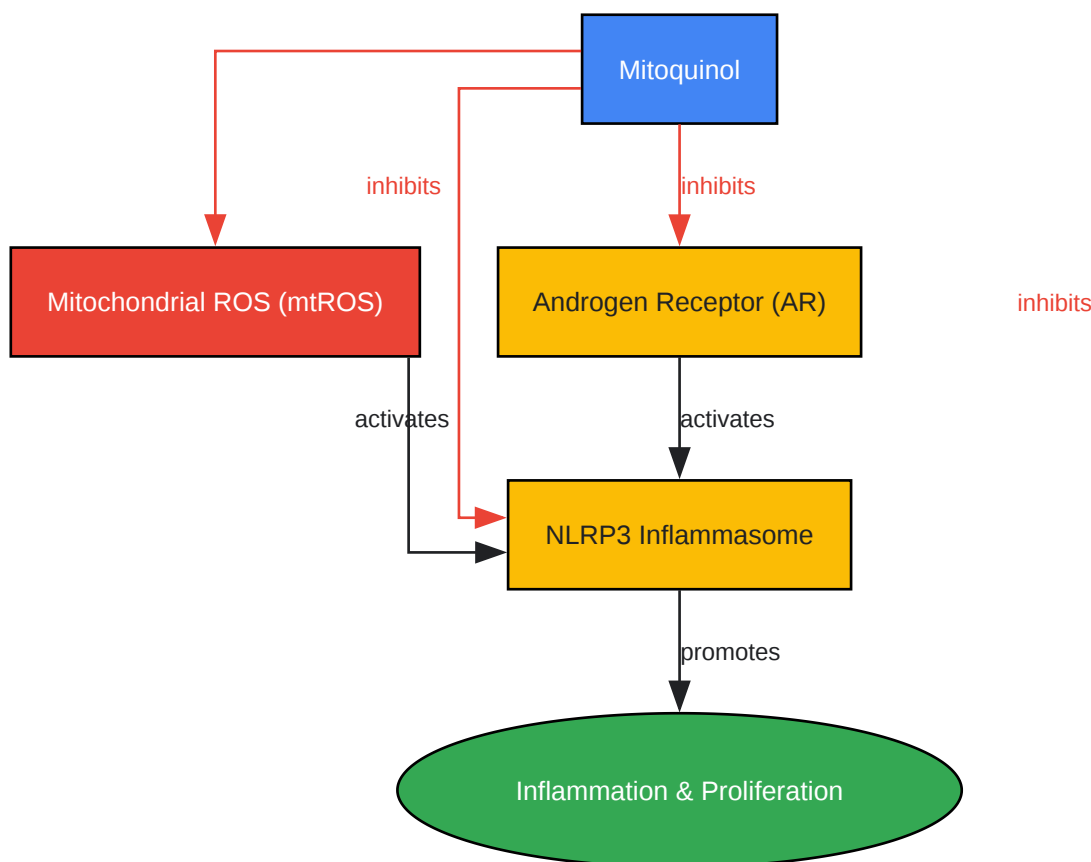 Mitoquinol
inhibits
inhibits
Mitochondrial ROS (mtROS)
Androgen Receptor (AR)
inhibits
activates
activates
NLRP3 Inflammasome
promotes
Inflammation & Proliferation